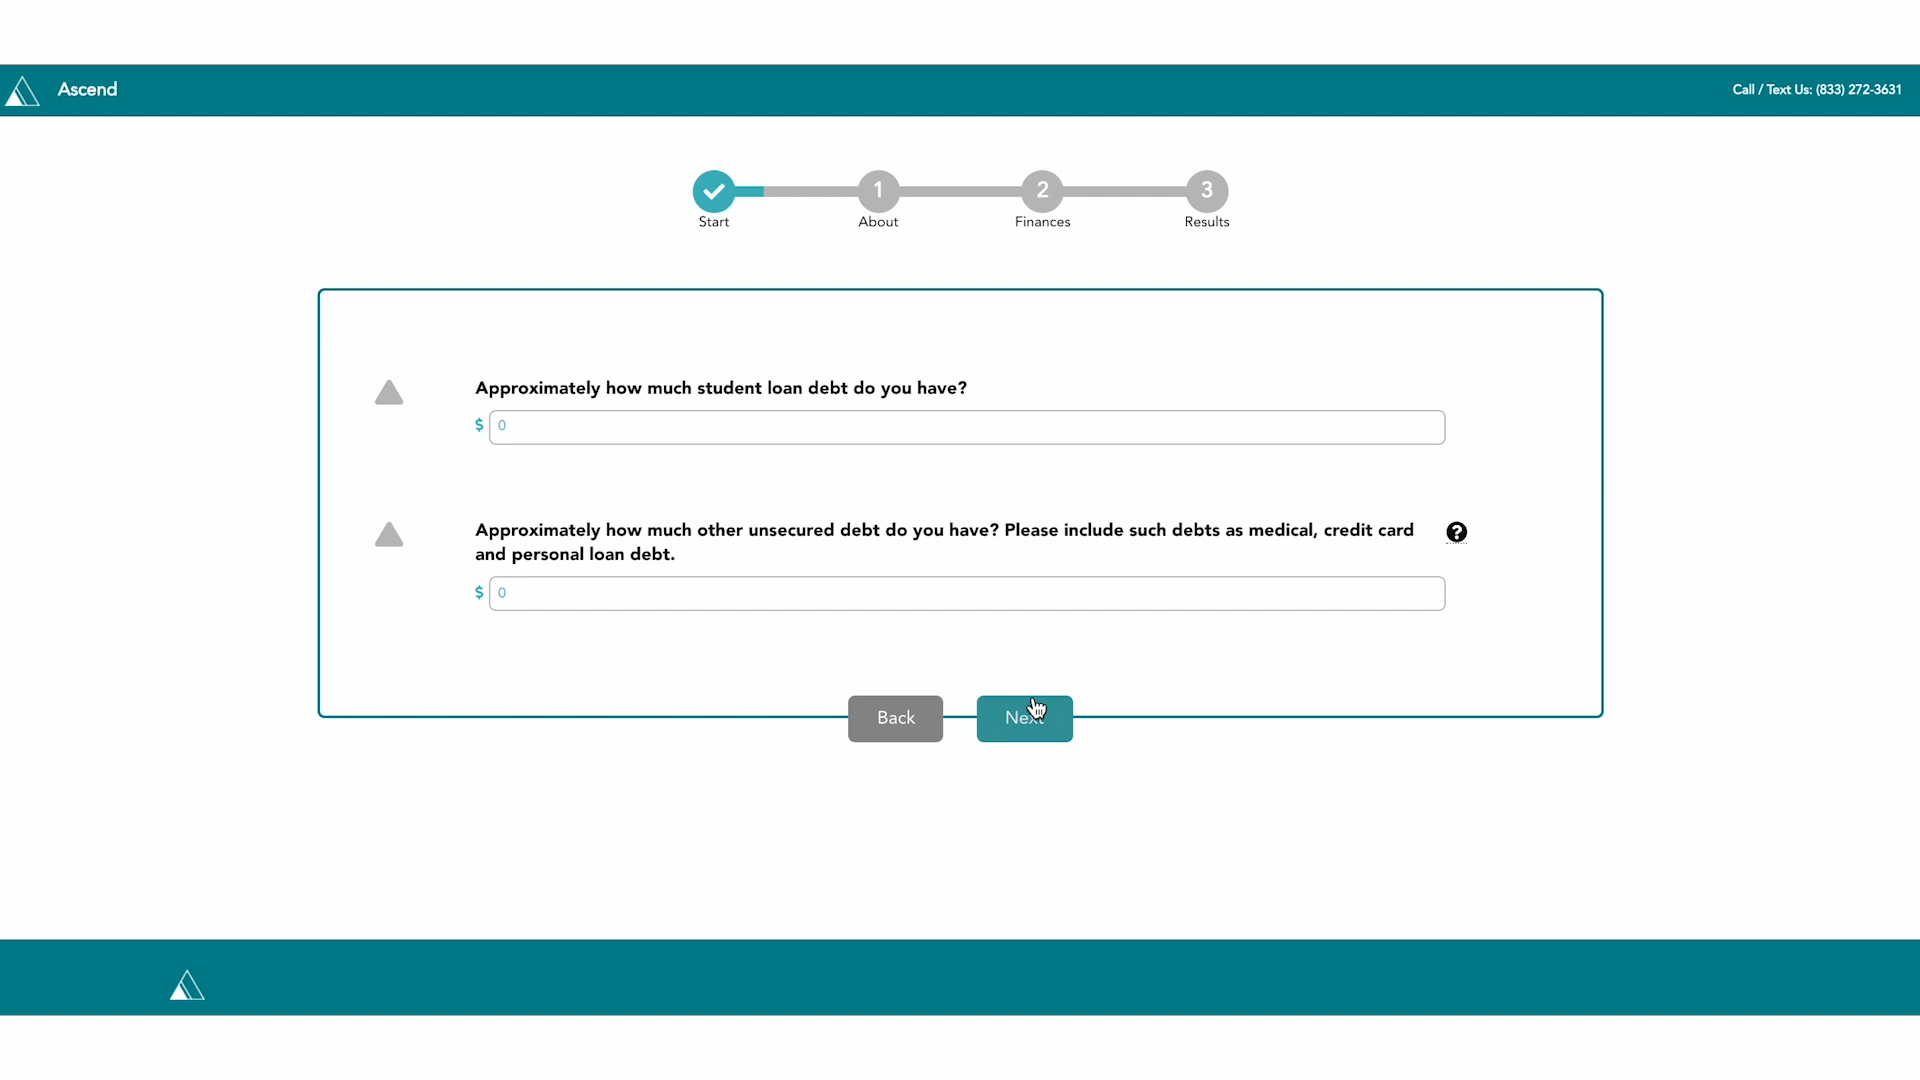 Ascend
Call / Text Us: (833) 272-3631
1
2
3
Start
About
Finances
Results
Approximately how much student loan debt do you have?
$ 0
Approximately how much other unsecured debt do you have? Please include such debts as medical, credit card
?
and personal loan debt.
$ 0
Back
Next